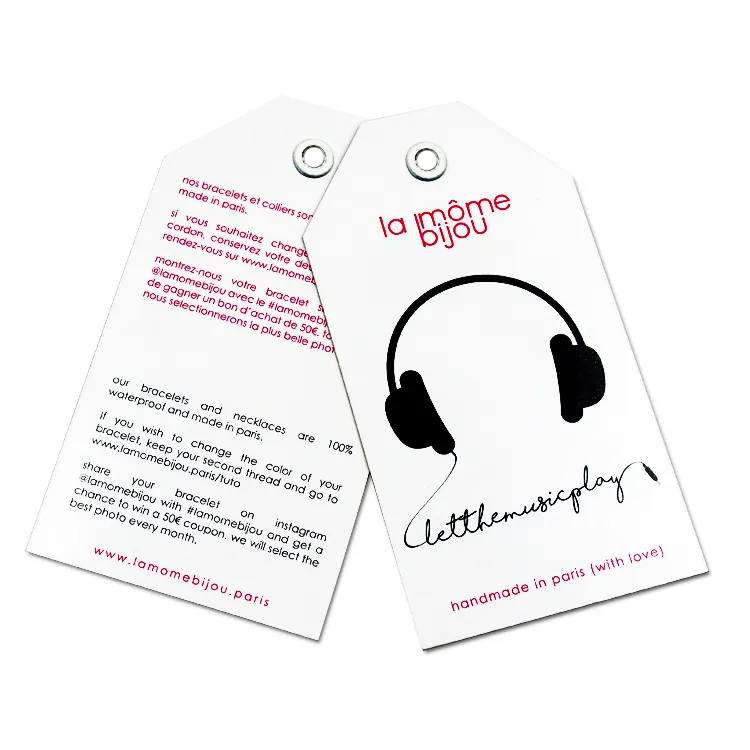 nos bracelets et colliers son
made in paris.
si vous souhaitez change
cordon, conservez votre de
rendez-vous sur www.lamome
montrez-nous votre bracelet s
@lamomebijou avec le #lamomebij
de gagner un bon d'achat de 50€. to
nous selectionnerons la plus belle phot
our bracelets and necklaces are 100%
waterproof and made in paris.
if you wish to change the color of your
bracelet, keep your second thread and go to
www.lamomebijou.paris/tuto
share your bracelet on instagram
@lamomebijou with #lamomebijou and get a
chance to win a 50€ coupon. we will select the
best photo every month.
www.lamomebijou.paris
la môme
bijou
letthemusicplay
handmade in paris (with love)